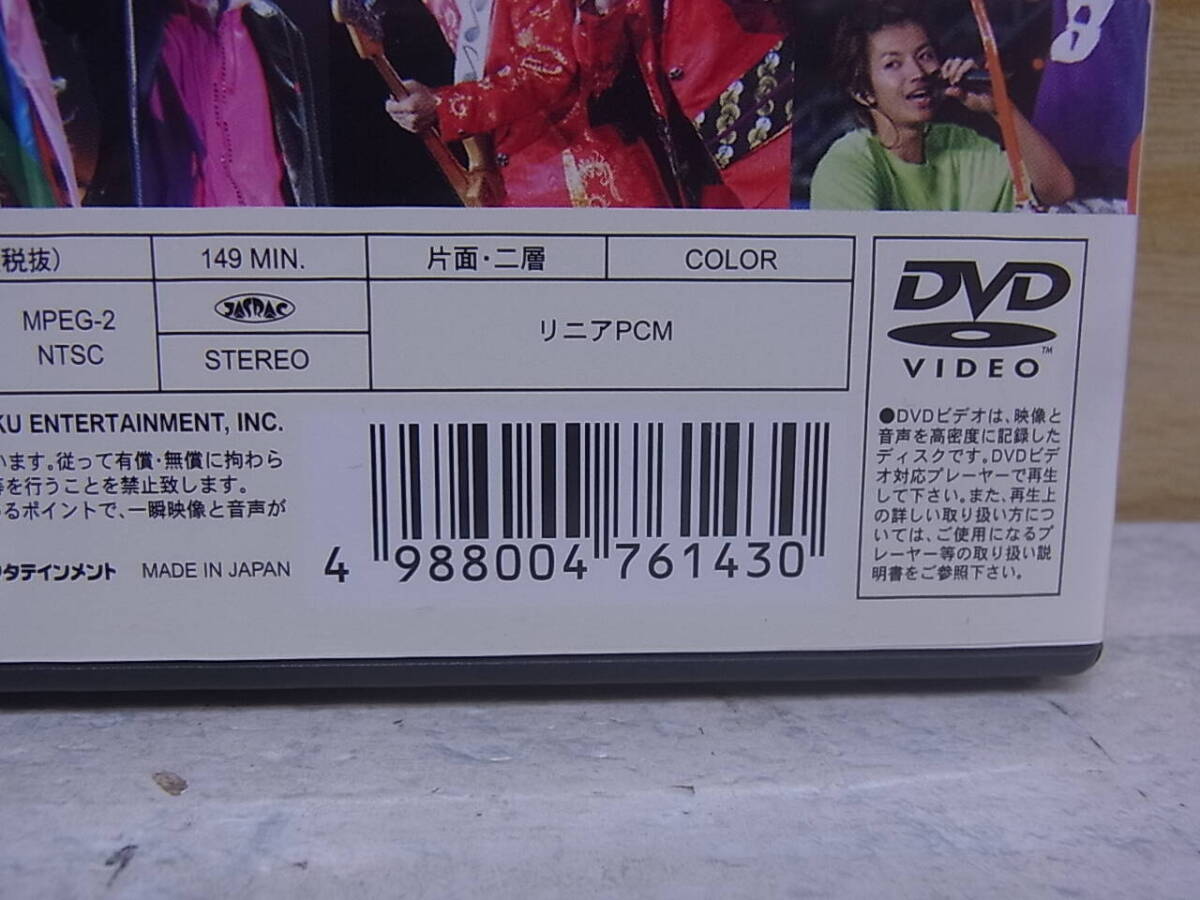 8
税抜)
149 MIN.
片面・二層
COLOR
MPEG-2
NTSC
JASRAC
STEREO
リニアPCM
DVD
VIDEO
TM
KU ENTERTAINMENT, INC.
います。従って有償・無償に拘わら
等を行うことを禁止致します。
るポイントで、一瞬映像と音声が
タテインメント MADE IN JAPAN
4 988004 761430
●DVDビデオは、映像と
音声を高密度に記録した
ディスクです。DVDビデ
オ対応プレーヤーで再生
して下さい。また、再生上
の詳しい取り扱い方につ
いては、ご使用になるプ
レーヤー等の取り扱い説
明書をご参照下さい。